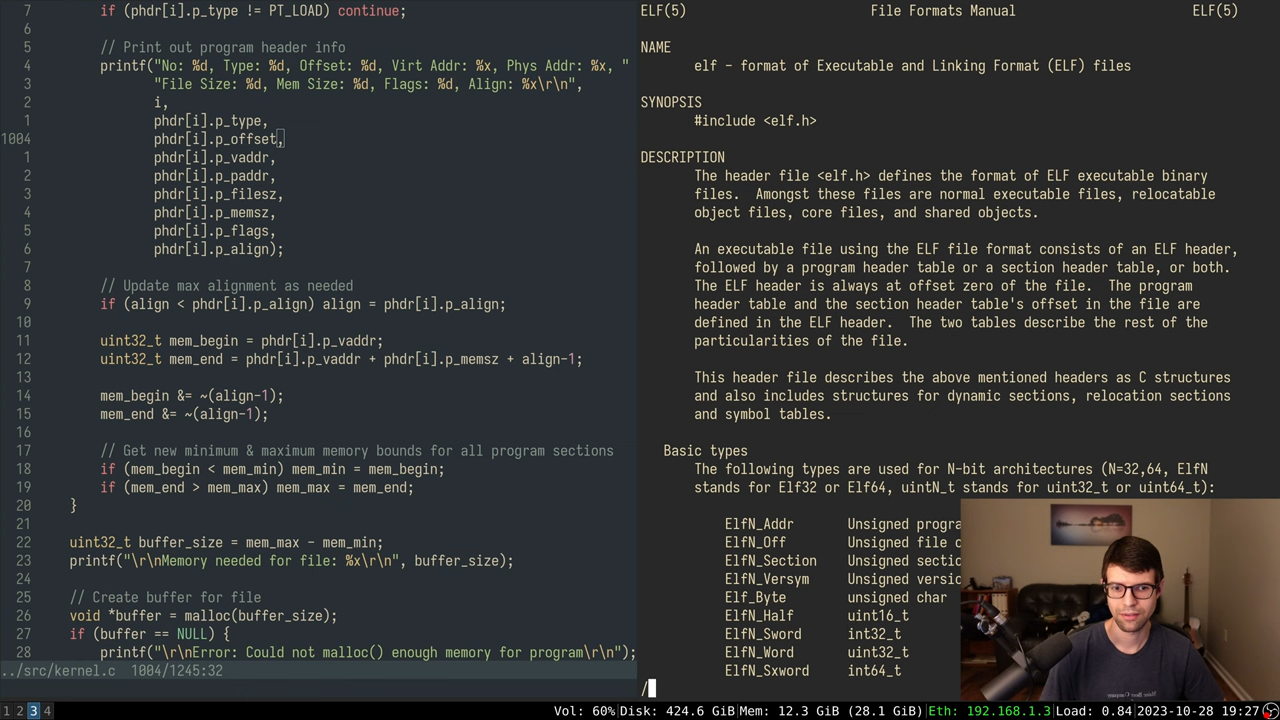 7         if (phdr[i].p_type != PT_LOAD) continue;
6
5         // Print out program header info
4         printf("No: %d, Type: %d, Offset: %d, Virt Addr: %x, Phys Addr: %x, "
3                "File Size: %d, Mem Size: %d, Flags: %d, Align: %x\r\n",
2                i,
1                phdr[i].p_type,
1004                phdr[i].p_offset,
1                phdr[i].p_vaddr,
2                phdr[i].p_paddr,
3                phdr[i].p_filesz,
4                phdr[i].p_memsz,
5                phdr[i].p_flags,
6                phdr[i].p_align);
7
8         // Update max alignment as needed
9         if (align < phdr[i].p_align) align = phdr[i].p_align;
10
11         uint32_t mem_begin = phdr[i].p_vaddr;
12         uint32_t mem_end = phdr[i].p_vaddr + phdr[i].p_memsz + align-1;
13
14         mem_begin &= ~(align-1);
15         mem_end &= ~(align-1);
16
17         // Get new minimum & maximum memory bounds for all program sections
18         if (mem_begin < mem_min) mem_min = mem_begin;
19         if (mem_end > mem_max) mem_max = mem_end;
20     }
21
22     uint32_t buffer_size = mem_max - mem_min;
23     printf("\r\nMemory needed for file: %x\r\n", buffer_size);
24
25     // Create buffer for file
26     void *buffer = malloc(buffer_size);
27     if (buffer == NULL) {
28         printf("\r\nError: Could not malloc() enough memory for program\r\n");
../src/kernel.c  1004/1245:32
ELF(5) File Formats Manual ELF(5)
NAME
elf - format of Executable and Linking Format (ELF) files
SYNOPSIS
#include <elf.h>
DESCRIPTION
The header file <elf.h> defines the format of ELF executable binary
files.  Amongst these files are normal executable files, relocatable
object files, core files, and shared objects.
An executable file using the ELF file format consists of an ELF header,
followed by a program header table or a section header table, or both.
The ELF header is always at offset zero of the file.  The program
header table and the section header table's offset in the file are
defined in the ELF header.  The two tables describe the rest of the
particularities of the file.
This header file describes the above mentioned headers as C structures
and also includes structures for dynamic sections, relocation sections
and symbol tables.
Basic types
The following types are used for N-bit architectures (N=32,64, ElfN
stands for Elf32 or Elf64, uintN_t stands for uint32_t or uint64_t):
ElfN_Addr       Unsigned progra
ElfN_Off        Unsigned file o
ElfN_Section    Unsigned sectio
ElfN_Versym     Unsigned versio
Elf_Byte        unsigned char
ElfN_Half       uint16_t
ElfN_Sword      int32_t
ElfN_Word       uint32_t
ElfN_Sxword     int64_t
/
1 2 3 4 Vol: 60%|Disk: 424.6 GiB|Mem: 12.3 GiB (28.1 GiB)|Eth: 192.168.1.3|Load: 0.84|2023-10-28 19:27